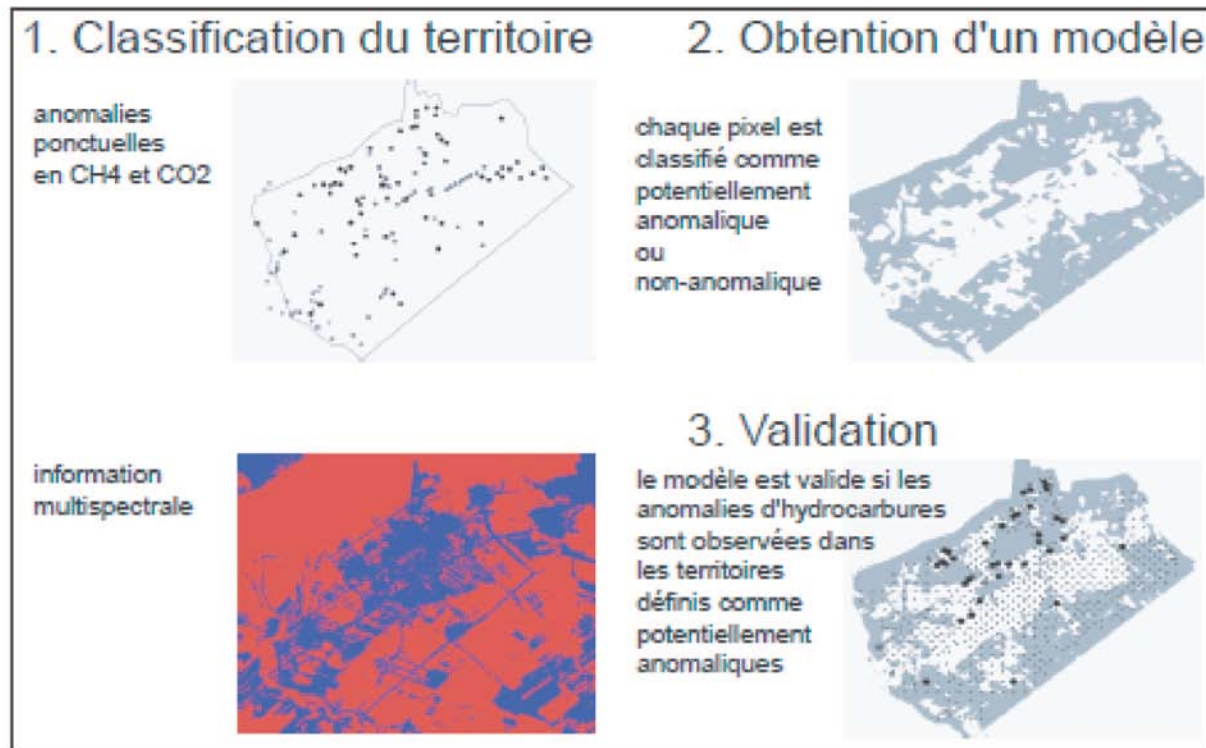 1. Classification du territoire
anomalies
ponctuelles
en CH4 et CO2
information
multispectrale
2. Obtention d'un modèle
chaque pixel est
classifié comme
potentiellement
anomalique
ou
non-anomalique
3. Validation
le modèle est valide si les
anomalies d'hydrocarbures
sont observées dans
les territoires
définis comme
potentiellement
anomaliques